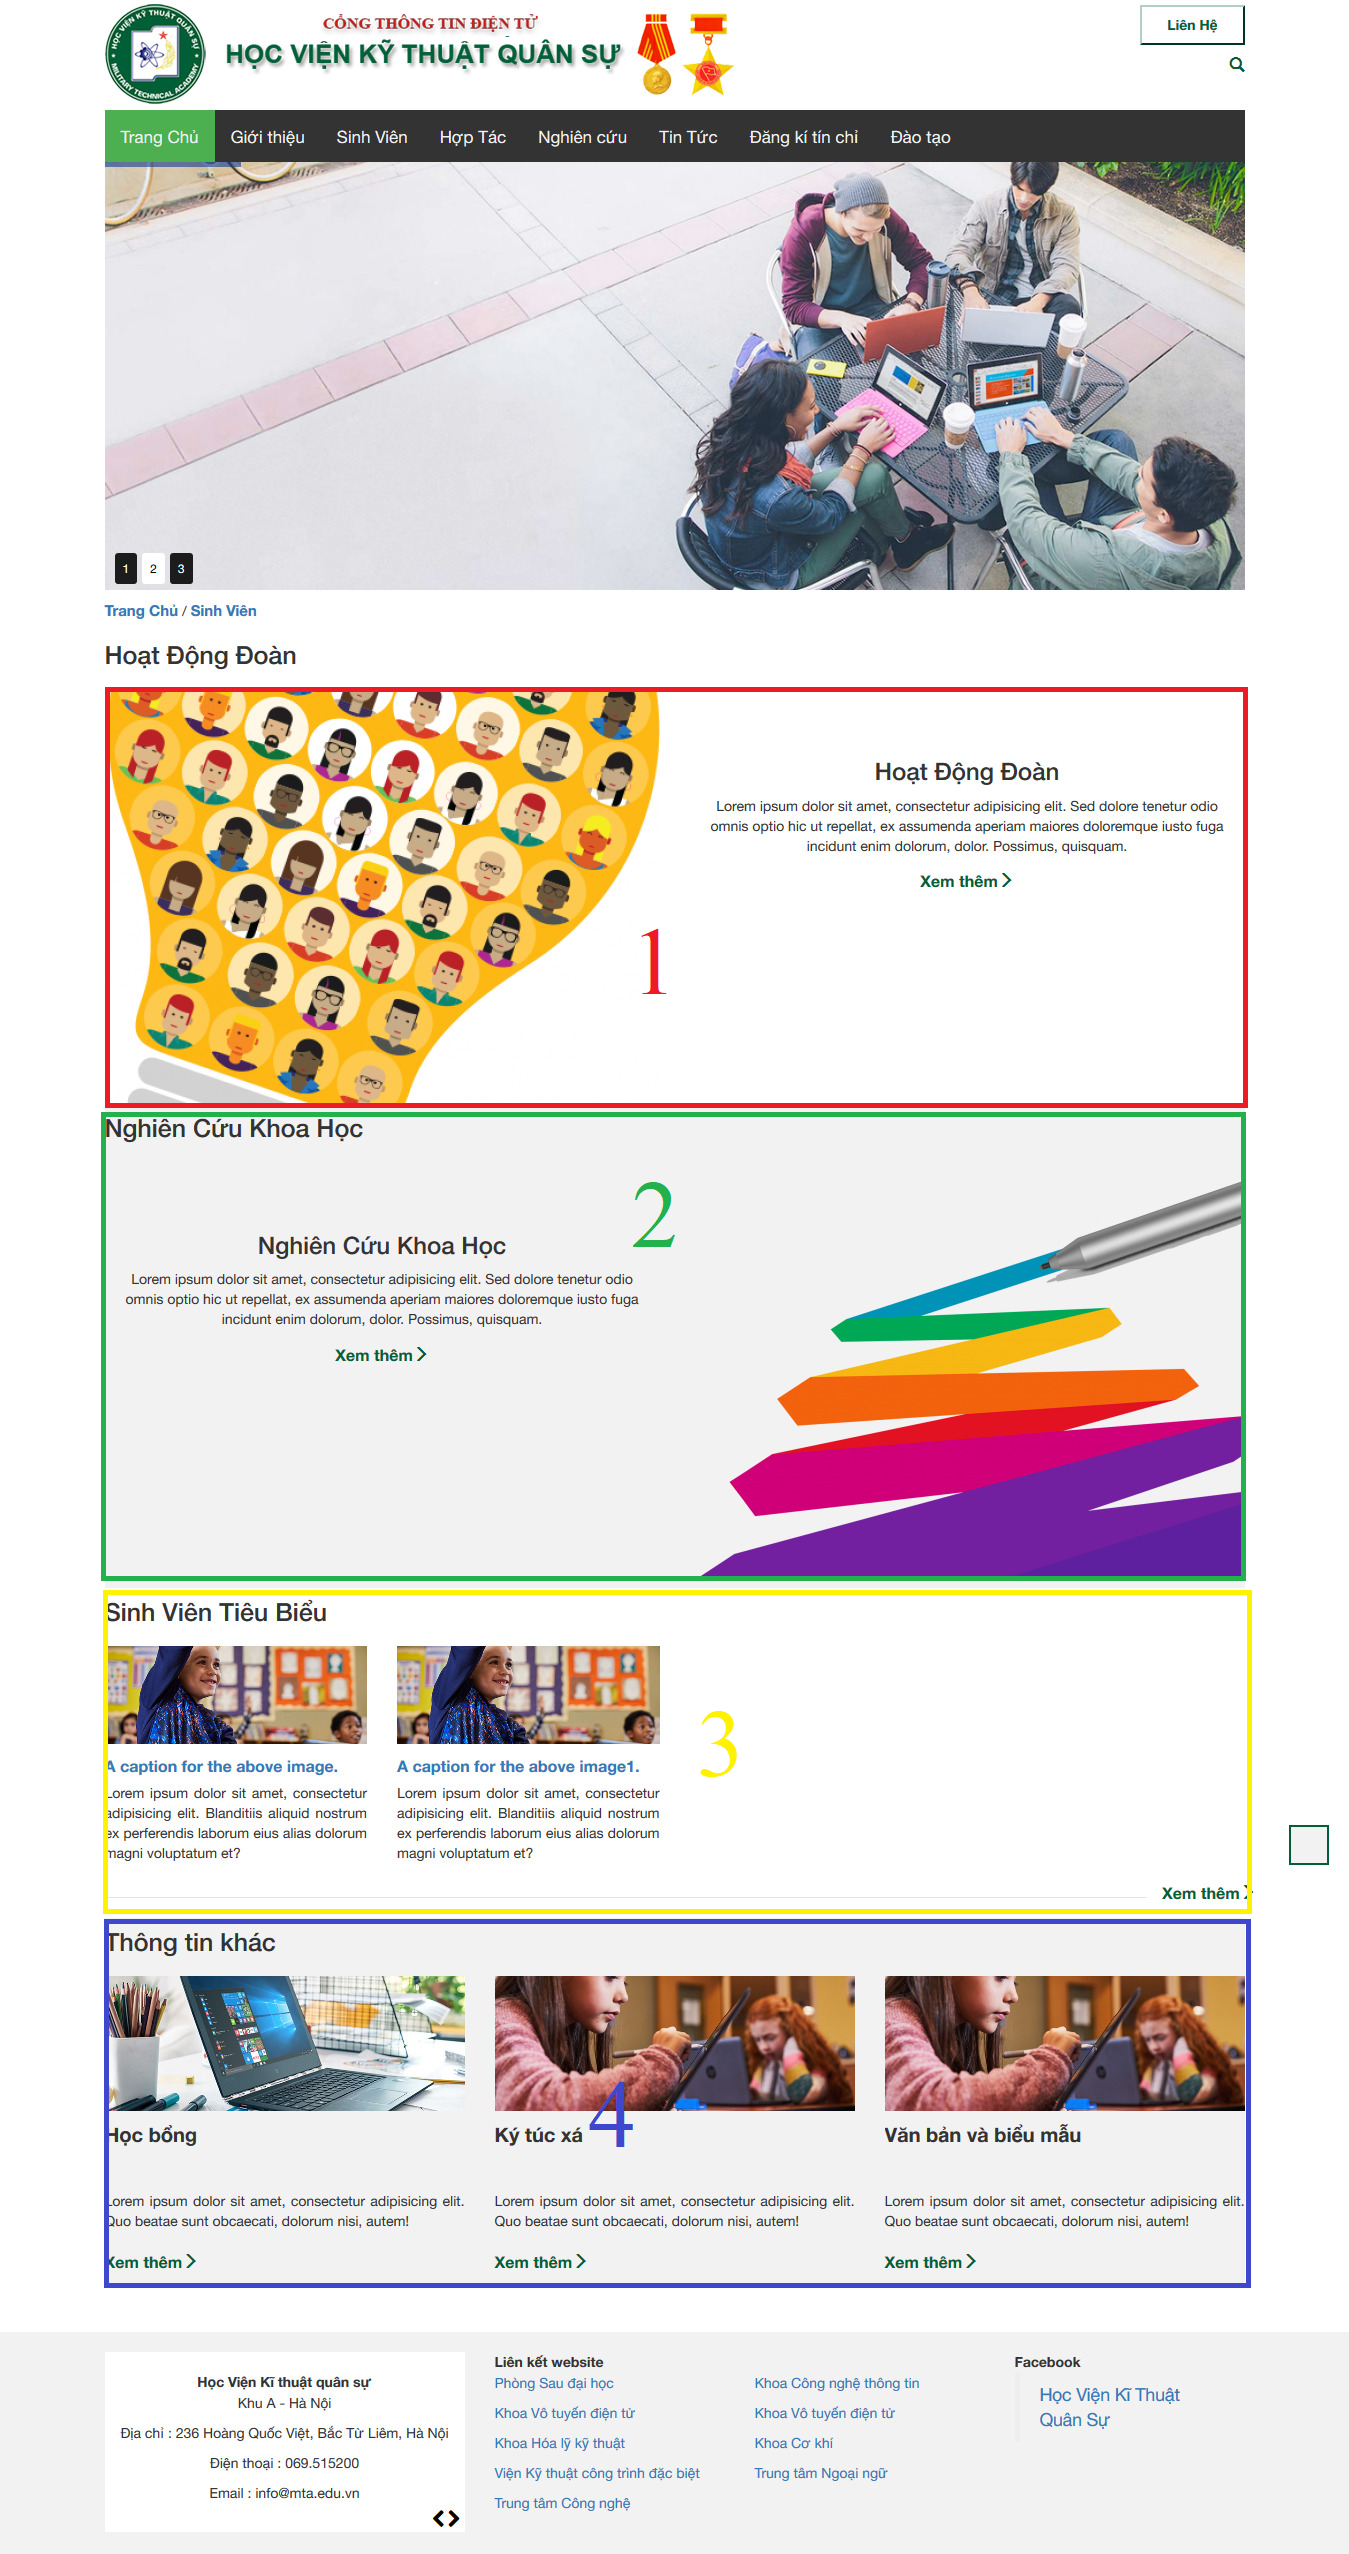 HỌC VIỆN KỸ THUẬT QUÂN SỰ
MILITARY TECHNICAL ACADEMY
CỔNG THÔNG TIN ĐIỆN TỬ
HỌC VIỆN KỸ THUẬT QUÂN SỰ
Liên Hệ
Trang Chủ Giới thiệu Sinh Viên Hợp Tác Nghiên cứu Tin Tức Đăng kí tín chỉ Đào tạo
1 2 3
Trang Chủ / Sinh Viên
Hoạt Động Đoàn
Hoạt Động Đoàn
Lorem ipsum dolor sit amet, consectetur adipisicing elit. Sed dolore tenetur odio
omnis optio hic ut repellat, ex assumenda aperiam maiores doloremque iusto fuga
incidunt enim dolorum, dolor. Possimus, quisquam.
Xem thêm
1
Nghiên Cứu Khoa Học
2
Nghiên Cứu Khoa Học
Lorem ipsum dolor sit amet, consectetur adipisicing elit. Sed dolore tenetur odio
omnis optio hic ut repellat, ex assumenda aperiam maiores doloremque iusto fuga
incidunt enim dolorum, dolor. Possimus, quisquam.
Xem thêm
Sinh Viên Tiêu Biểu
3
A caption for the above image.
Lorem ipsum dolor sit amet, consectetur
adipisicing elit. Blanditiis aliquid nostrum
ex perferendis laborum eius alias dolorum
magni voluptatum et?
A caption for the above image1.
Lorem ipsum dolor sit amet, consectetur
adipisicing elit. Blanditiis aliquid nostrum
ex perferendis laborum eius alias dolorum
magni voluptatum et?
Xem thêm
Thông tin khác
4
Học bổng
Lorem ipsum dolor sit amet, consectetur adipisicing elit.
Quo beatae sunt obcaecati, dolorum nisi, autem!
Xem thêm
Ký túc xá
Lorem ipsum dolor sit amet, consectetur adipisicing elit.
Quo beatae sunt obcaecati, dolorum nisi, autem!
Xem thêm
Văn bản và biểu mẫu
Lorem ipsum dolor sit amet, consectetur adipisicing elit.
Quo beatae sunt obcaecati, dolorum nisi, autem!
Xem thêm
Học Viện Kĩ thuật quân sự
Khu A - Hà Nội
Địa chỉ : 236 Hoàng Quốc Việt, Bắc Từ Liêm, Hà Nội
Điện thoại : 069.515200
Email : info@mta.edu.vn
Liên kết website
Phòng Sau đại học
Khoa Vô tuyến điện tử
Khoa Hóa lý kỹ thuật
Viện Kỹ thuật công trình đặc biệt
Trung tâm Công nghệ
Khoa Công nghệ thông tin
Khoa Vô tuyến điện tử
Khoa Cơ khí
Trung tâm Ngoại ngữ
Facebook
Học Viện Kĩ Thuật
Quân Sự